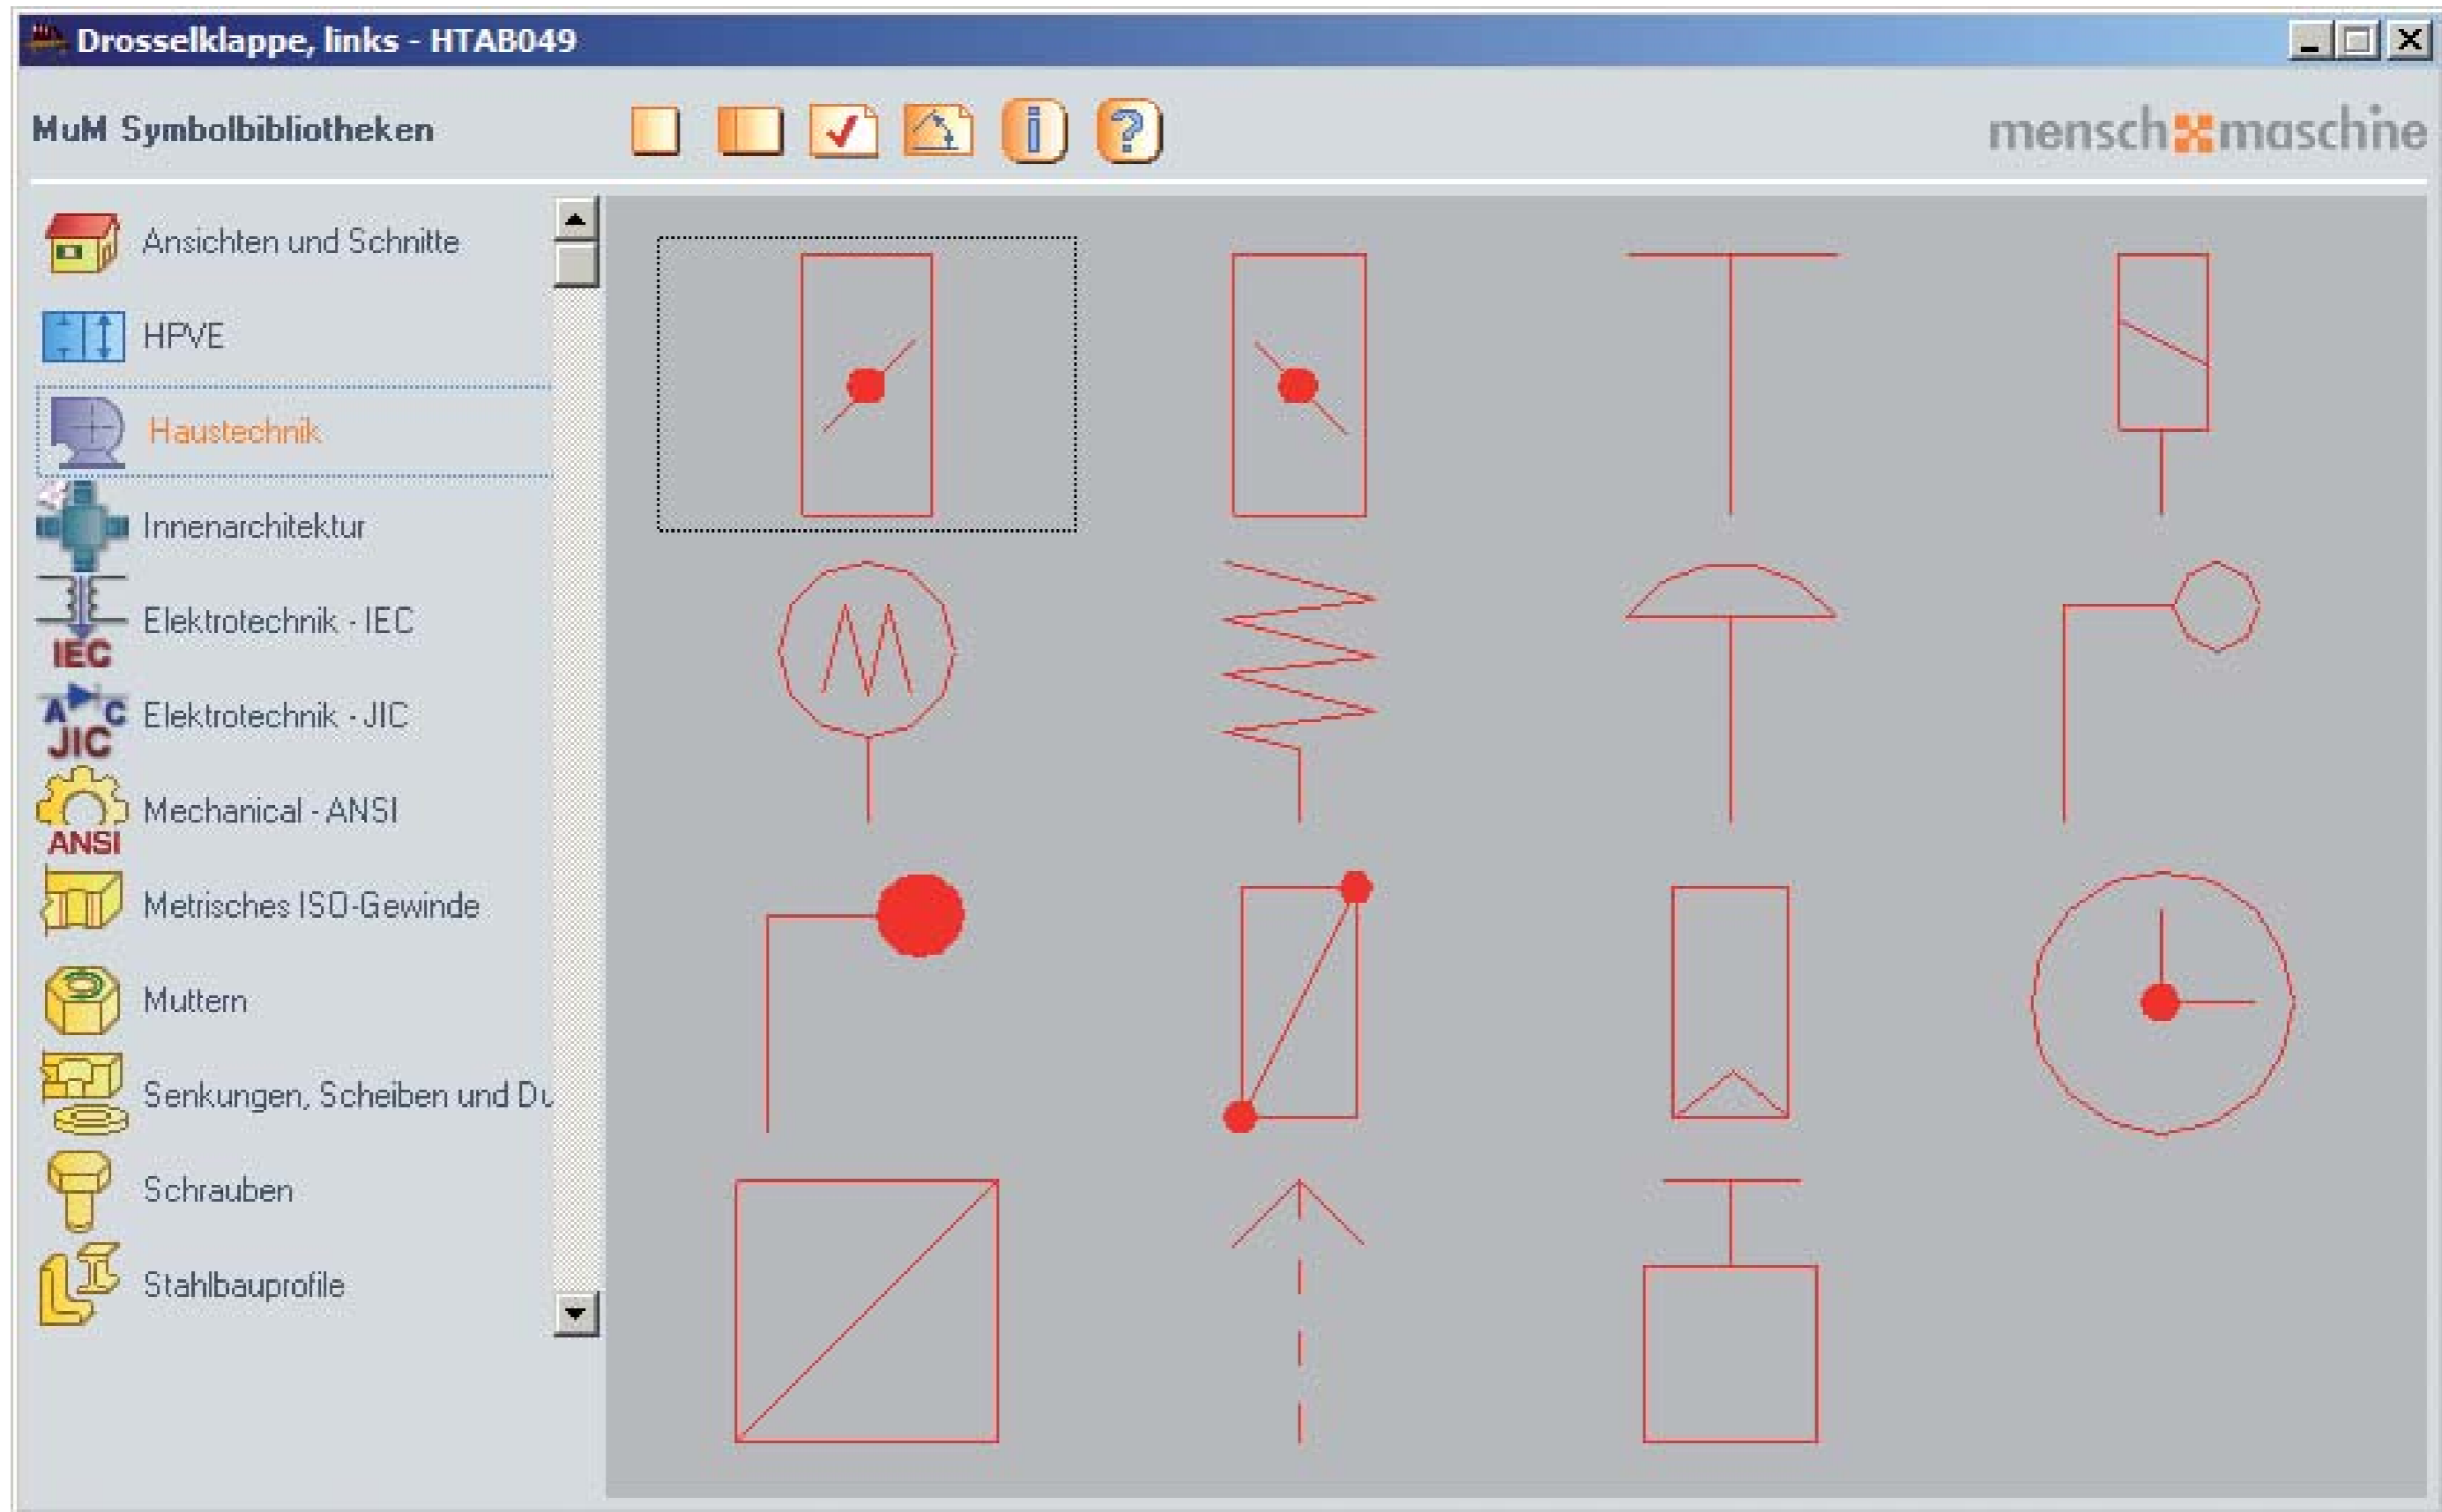 Drosselklappe, links - HTAB049
MuM Symbolbibliotheken
i
?
mensch maschine
Ansichten und Schnitte
HPVE
Haustechnik
Innenarchitektur
IEC
Elektrotechnik - IEC
A C
JIC
Elektrotechnik - JIC
ANSI
Mechanical - ANSI
Metrisches ISO-Gewinde
Muttern
Senkungen, Scheiben und Du
Schrauben
Stahlbauprofile
M